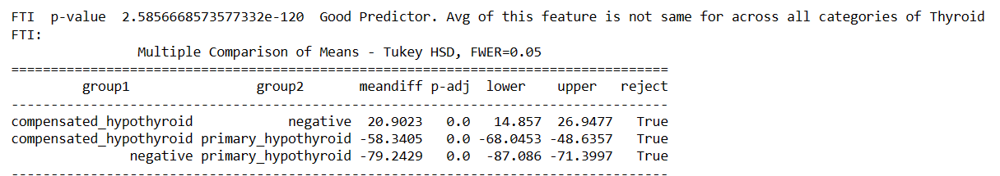 FTI  p-value  2.5856668573577332e-120  Good Predictor. Avg of this feature is not same for across all categories of Thyroid
FTI:
Multiple Comparison of Means - Tukey HSD, FWER=0.05
================================================================================
group1 group2 meandiff p-adj lower upper reject
--------------------------------------------------------------------------------
compensated_hypothyroid negative 20.9023 0.0 14.857 26.9477 True
compensated_hypothyroid primary_hypothyroid -58.3405 0.0 -68.0453 -48.6357 True
negative primary_hypothyroid -79.2429 0.0 -87.086 -71.3997 True
--------------------------------------------------------------------------------